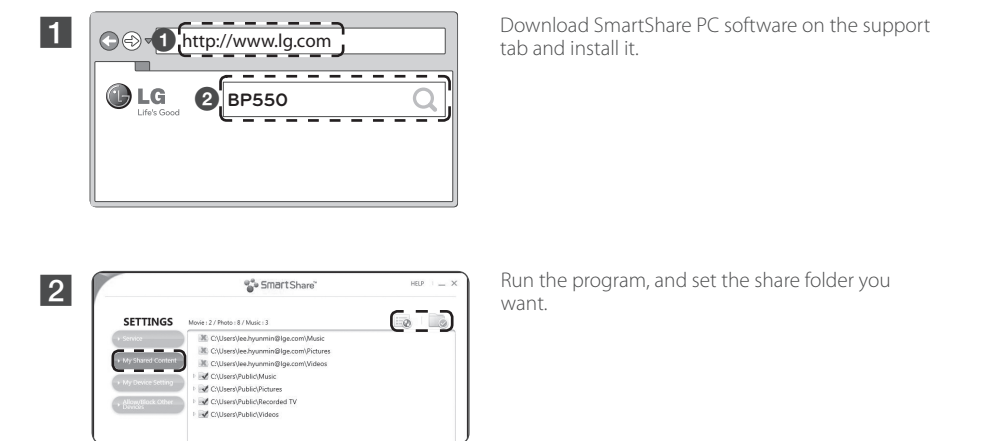 1
1 http://www.lg.com
LG
Life's Good
2 BP550
Download SmartShare PC software on the support
tab and install it.
2
SmartShare™
HELP
SETTINGS
Movie : 2 / Photo : 8 / Music : 3
Service
My Shared Content
My Device Setting
Allow/Block Other
Devices
C:\Users\lee.hyunmin@lge.com\Music
C:\Users\lee.hyunmin@lge.com\Pictures
C:\Users\lee.hyunmin@lge.com\Videos
C:\Users\Public\Music
C:\Users\Public\Pictures
C:\Users\Public\Recorded TV
C:\Users\Public\Videos
Run the program, and set the share folder you
want.